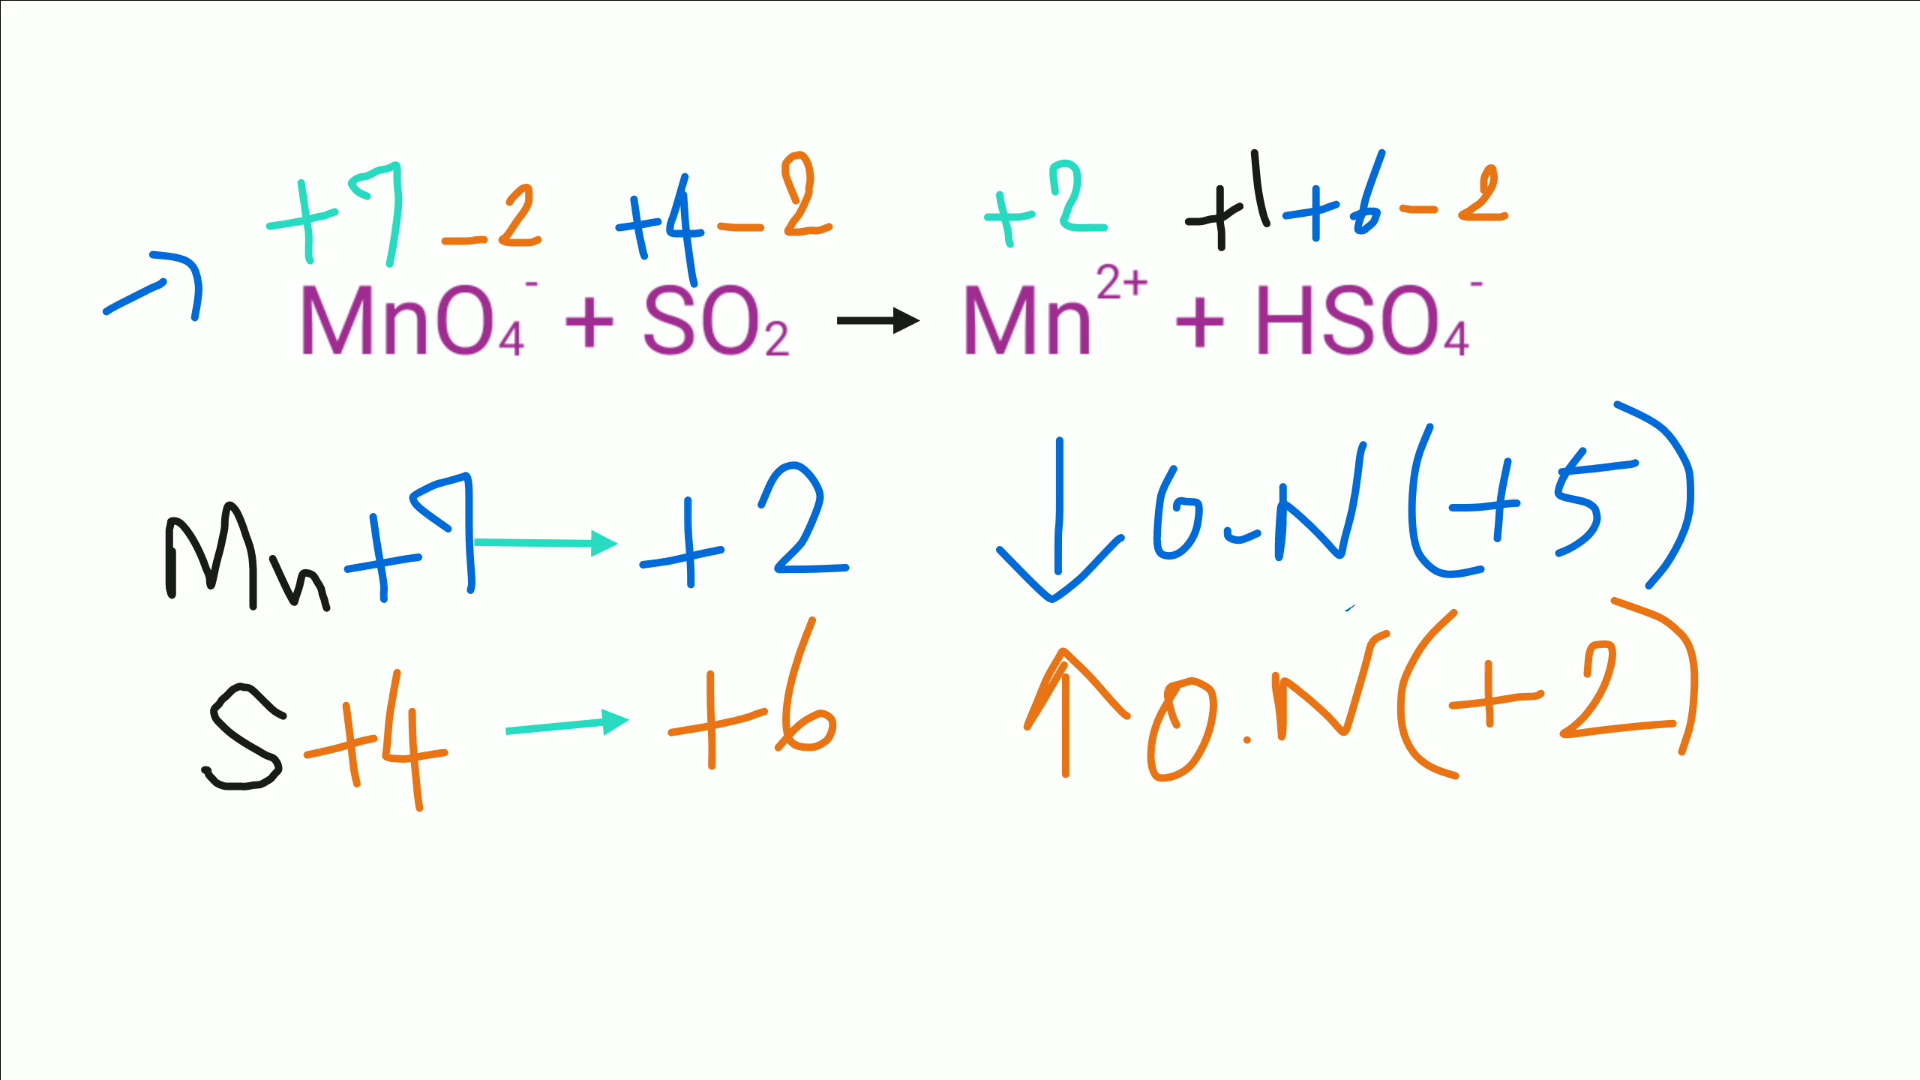 +7 -2 +4 -2 +2 +1 +6 -2
MnO₄⁻ + SO₂ → Mn²⁺ + HSO₄⁻
Mn +7 → +2 ↓ O.N (+5)
S +4 → +6 ↑ O.N (+2)